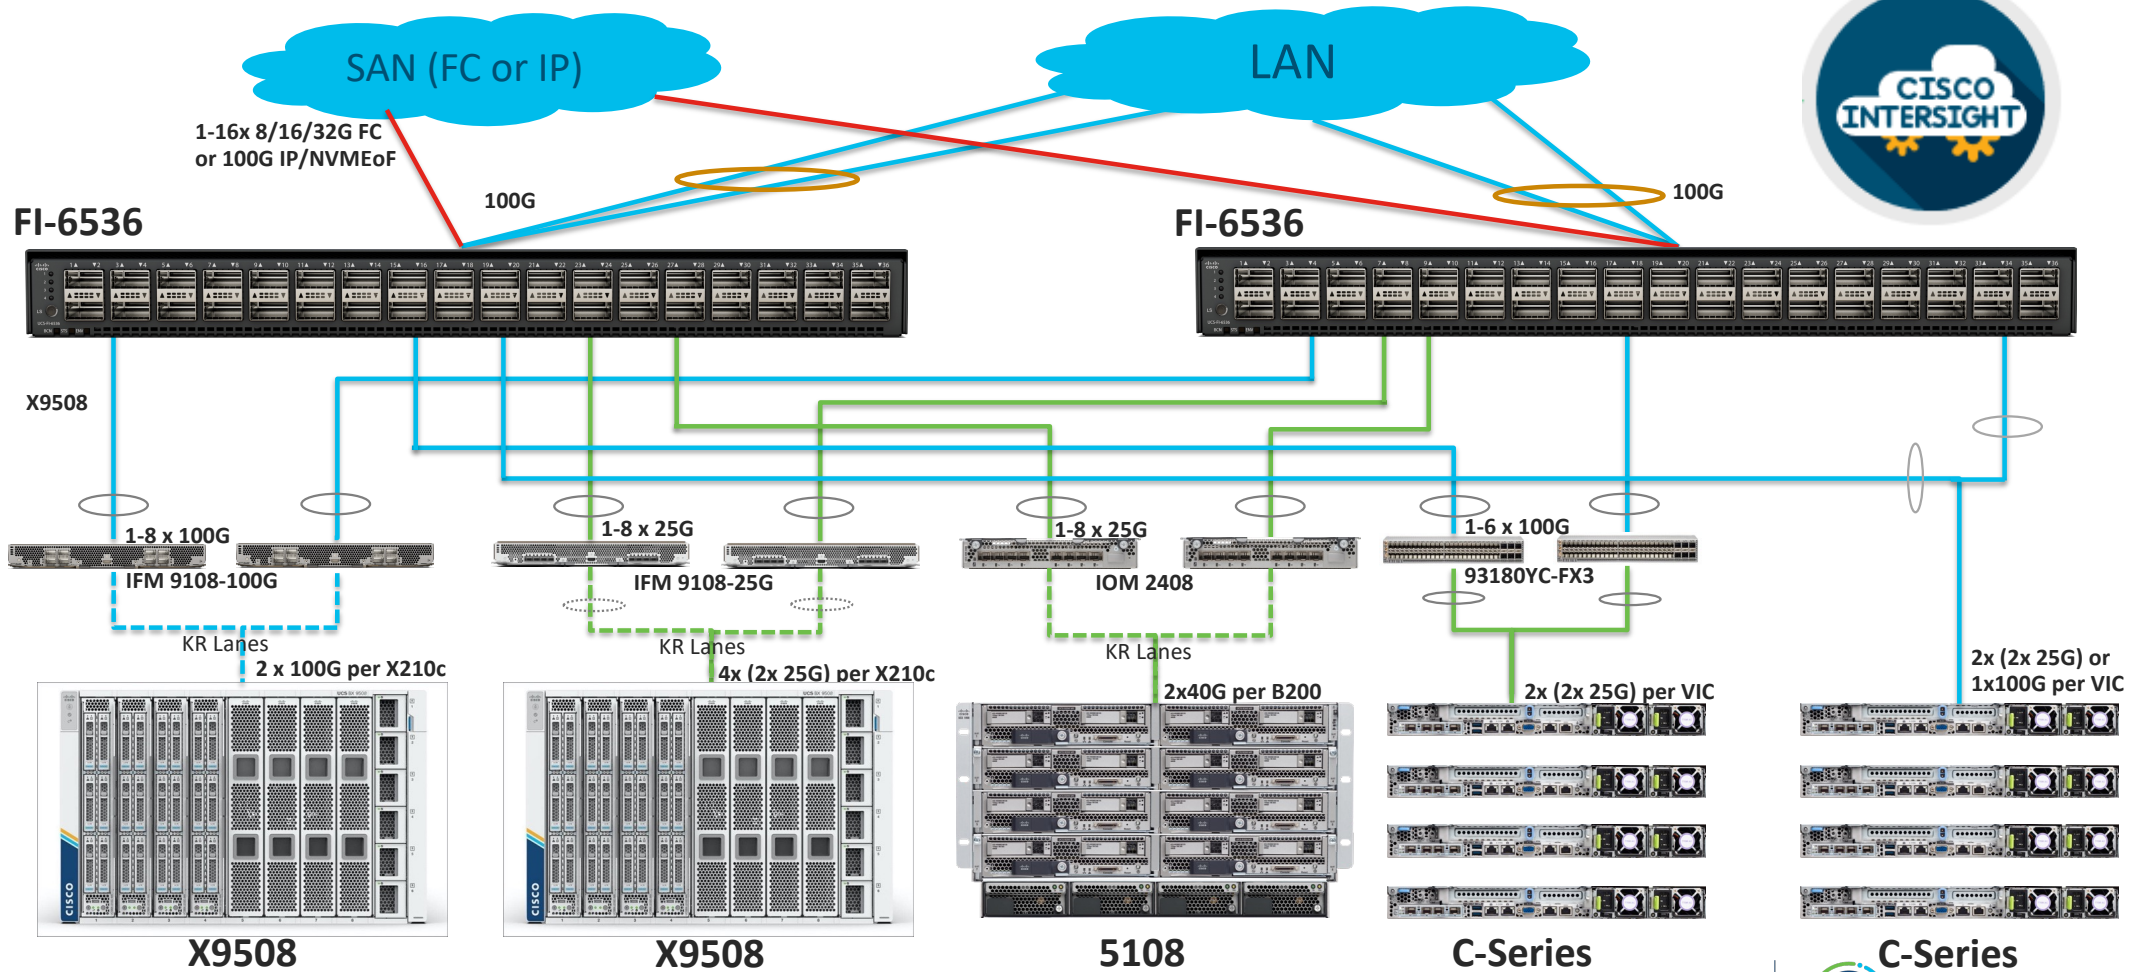 SAN (FC or IP)
LAN
CISCO
INTERSIGHT
1-16x 8/16/32G FC
or 100G IP/NVMEoF
100G
100G
FI-6536
FI-6536
X9508
1-8 x 100G
1-8 x 25G
1-8 x 25G
1-6 x 100G
IFM 9108-100G
IFM 9108-25G
IOM 2408
93180YC-FX3
KR Lanes
KR Lanes
KR Lanes
2 x 100G per X210c
4x (2x 25G) per X210c
2x40G per B200
2x (2x 25G) per VIC
2x (2x 25G) or
1x100G per VIC
CISCO
CISCO
X9508
X9508
5108
C-Series
C-Series